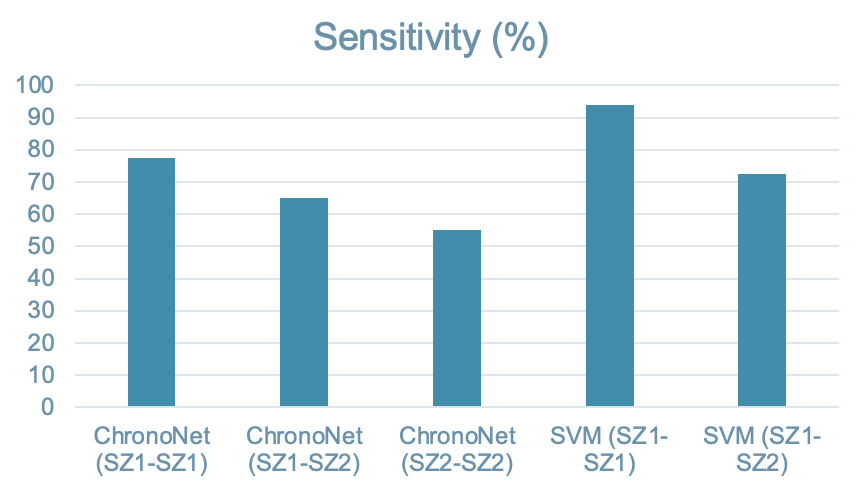 Sensitivity (%)
100
90
80
70
60
50
40
30
20
10
0
ChronoNet
(SZ1-SZ1)
ChronoNet
(SZ1-SZ2)
ChronoNet
(SZ2-SZ2)
SVM (SZ1-
SZ1)
SVM (SZ1-
SZ2)